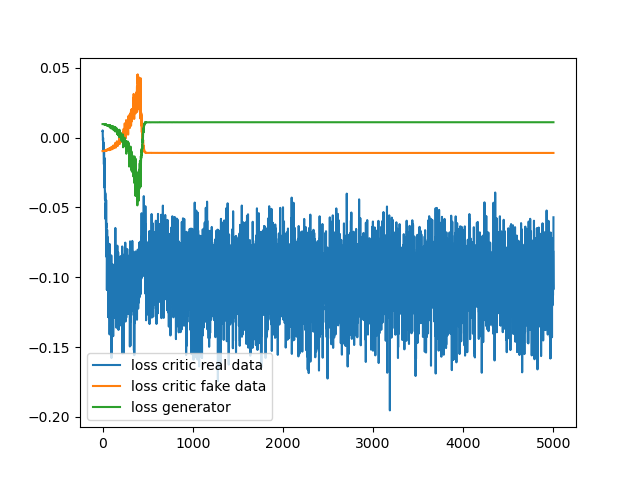 0.05
0.00
−0.05
−0.10
−0.15
−0.20
loss critic real data
loss critic fake data
loss generator
0 1000 2000 3000 4000 5000